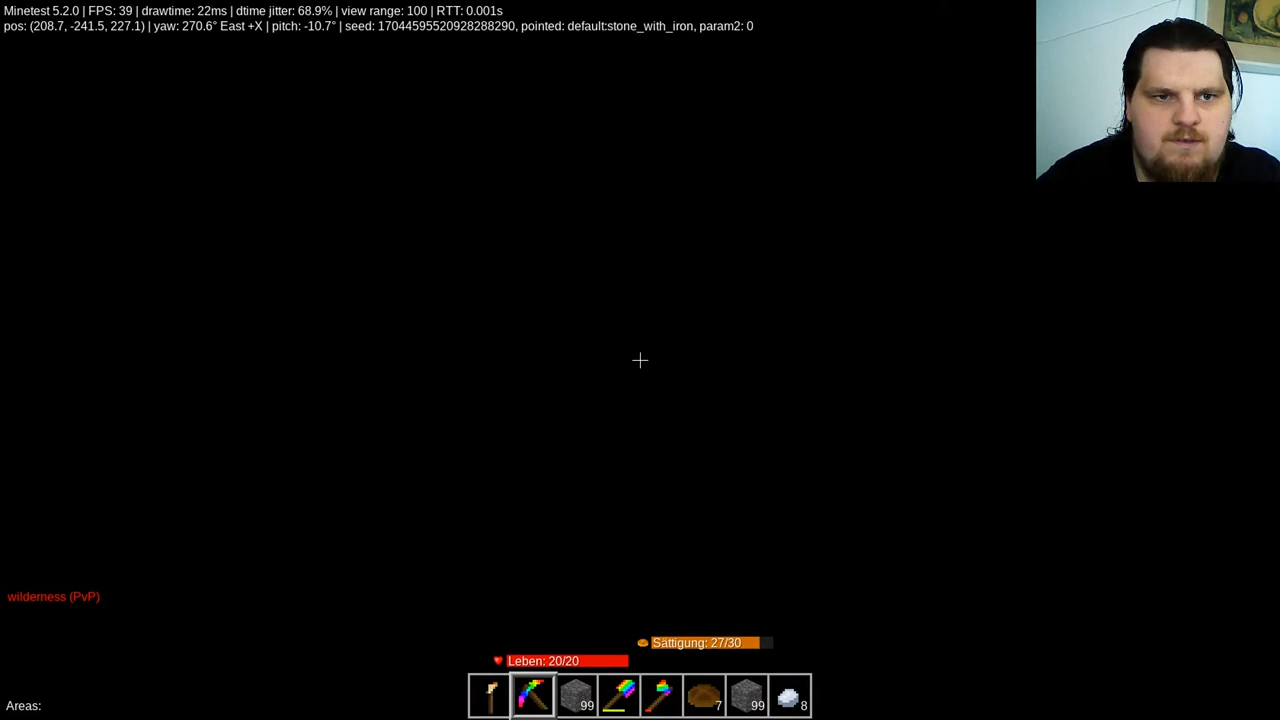 Minetest 5.2.0 | FPS: 39 | drawtime: 22ms | dtime jitter: 68.9% | view range: 100 | RTT: 0.001s
pos: (208.7, -241.5, 227.1) | yaw: 270.6° East +X | pitch: -10.7° | seed: 17044595520928288290, pointed: default:stone_with_iron, param2: 0
wilderness (PvP)
Sättigung: 27/30
Leben: 20/20
99
7
99
8
Areas: